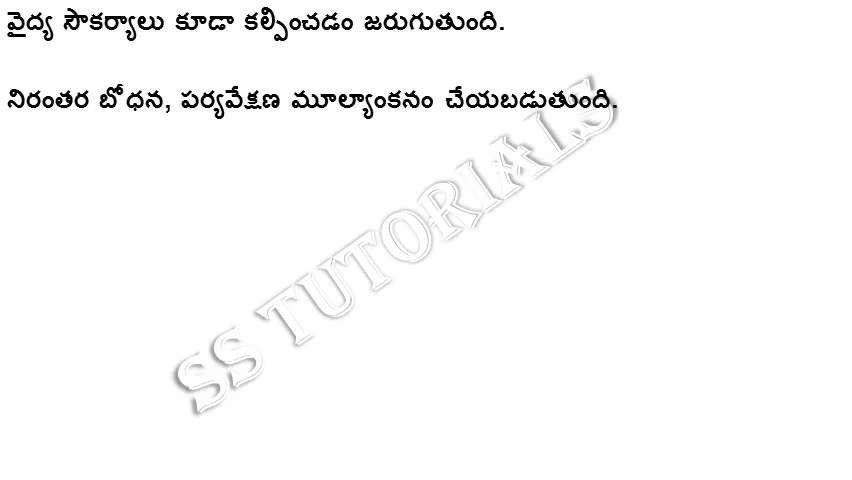 వైద్య సౌకర్యాలు కూడా కల్పించడం జరుగుతుంది.
నిరంతర బోధన, పర్యవేక్షణ మూల్యాంకనం చేయబడుతుంది.
SS TUTORIALS